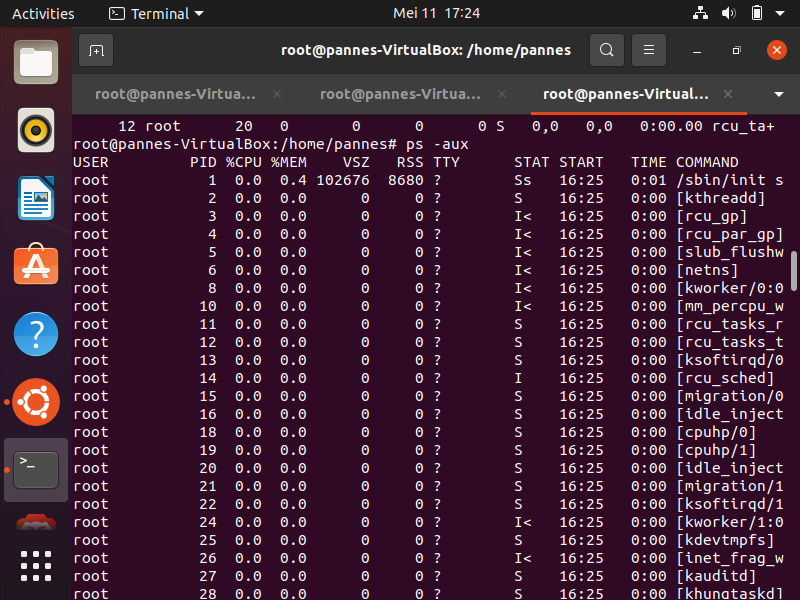 Activities Terminal Mei 11 17:24
root@pannes-VirtualBox: /home/pannes
root@pannes-Virtua... root@pannes-Virtua... root@pannes-Virtual...
12 root 20 0 0 0 0 S 0,0 0,0 0:00.00 rcu_ta+
root@pannes-VirtualBox:/home/pannes# ps -aux
USER PID %CPU %MEM VSZ RSS TTY STAT START TIME COMMAND
root 1 0.0 0.4 102676 8680 ? Ss 16:25 0:01 /sbin/init s
root 2 0.0 0.0 0 0 ? S 16:25 0:00 [kthreadd]
root 3 0.0 0.0 0 0 ? I< 16:25 0:00 [rcu_gp]
root 4 0.0 0.0 0 0 ? I< 16:25 0:00 [rcu_par_gp]
root 5 0.0 0.0 0 0 ? I< 16:25 0:00 [slub_flushw
root 6 0.0 0.0 0 0 ? I< 16:25 0:00 [netns]
root 8 0.0 0.0 0 0 ? I< 16:25 0:00 [kworker/0:0
root 10 0.0 0.0 0 0 ? I< 16:25 0:00 [mm_percpu_w
root 11 0.0 0.0 0 0 ? S 16:25 0:00 [rcu_tasks_r
root 12 0.0 0.0 0 0 ? S 16:25 0:00 [rcu_tasks_t
root 13 0.0 0.0 0 0 ? S 16:25 0:00 [ksoftirqd/0
root 14 0.0 0.0 0 0 ? I 16:25 0:00 [rcu_sched]
root 15 0.0 0.0 0 0 ? S 16:25 0:00 [migration/0
root 16 0.0 0.0 0 0 ? S 16:25 0:00 [idle_inject
root 18 0.0 0.0 0 0 ? S 16:25 0:00 [cpuhp/0]
root 19 0.0 0.0 0 0 ? S 16:25 0:00 [cpuhp/1]
root 20 0.0 0.0 0 0 ? S 16:25 0:00 [idle_inject
root 21 0.0 0.0 0 0 ? S 16:25 0:00 [migration/1
root 22 0.0 0.0 0 0 ? S 16:25 0:00 [ksoftirqd/1
root 24 0.0 0.0 0 0 ? I< 16:25 0:00 [kworker/1:0
root 25 0.0 0.0 0 0 ? S 16:25 0:00 [kdevtmpfs]
root 26 0.0 0.0 0 0 ? I< 16:25 0:00 [inet_frag_w
root 27 0.0 0.0 0 0 ? S 16:25 0:00 [kauditd]
root 28 0.0 0.0 0 0 ? S 16:25 0:00 [khungtaskd]